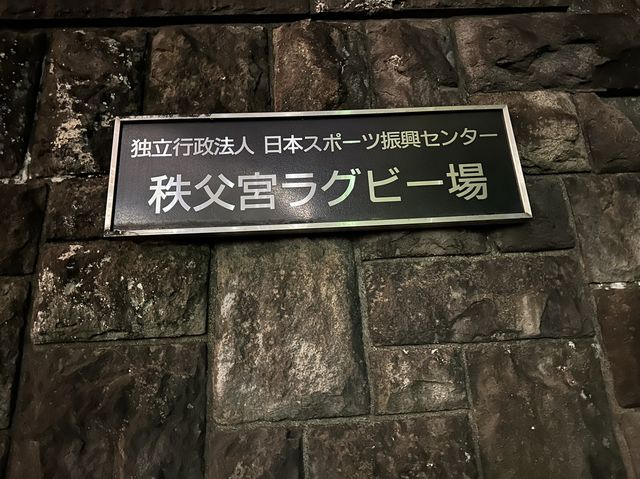 独立行政法人 日本スポーツ振興センター
秩父宮ラグビー場